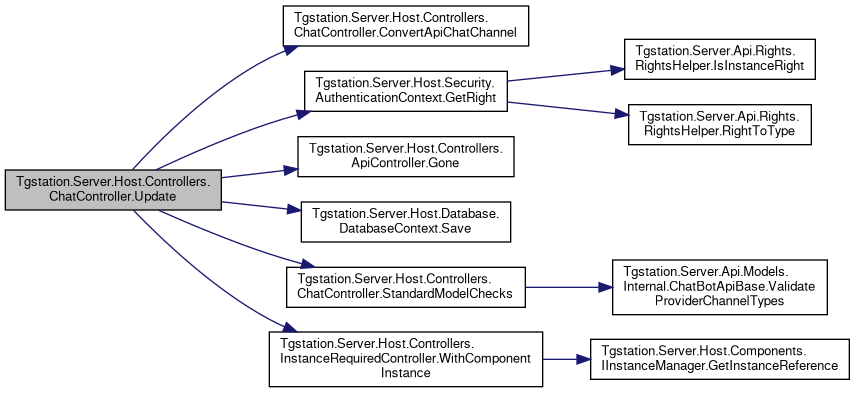 Tgstation.Server.Host.Controllers.
ChatController.Update
Tgstation.Server.Host.Controllers.
ChatController.ConvertApiChatChannel
Tgstation.Server.Host.Security.
AuthenticationContext.GetRight
Tgstation.Server.Api.Rights.
RightsHelper.IsInstanceRight
Tgstation.Server.Api.Rights.
RightsHelper.RightToType
Tgstation.Server.Host.Controllers.
ApiController.Gone
Tgstation.Server.Host.Database.
DatabaseContext.Save
Tgstation.Server.Host.Controllers.
ChatController.StandardModelChecks
Tgstation.Server.Api.Models.
Internal.ChatBotApiBase.Validate
ProviderChannelTypes
Tgstation.Server.Host.Controllers.
InstanceRequiredController.WithComponent
Instance
Tgstation.Server.Host.Components.
IInstanceManager.GetInstanceReference